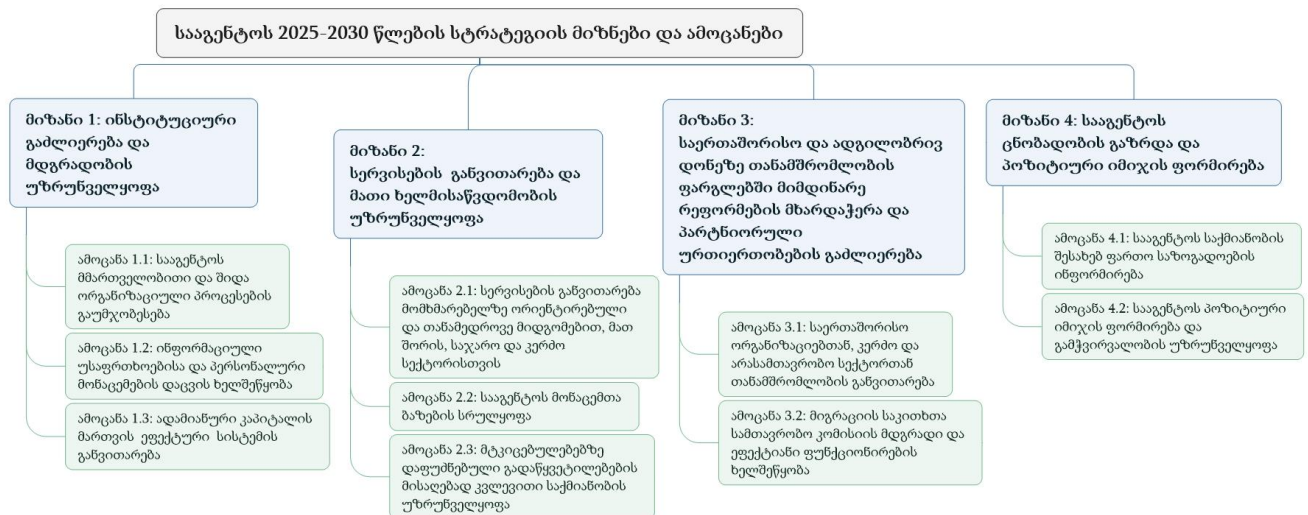 სააგენტოს 2025-2030 წლების სტრატეგიის მიზნები და ამოცანები
მიზანი 1: ინსტიტუციური
გაძლიერება და
მდგრადობის
უზრუნველყოფა
ამოცანა 1.1: სააგენტოს
მმართველობითი და შიდა
ორგანიზაციული პროცესების
გაუმჯობესება
ამოცანა 1.2: ინფორმაციული
უსაფრთხოებისა და პერსონალური
მონაცემების დაცვის ხელშეწყობა
ამოცანა 1.3: ადამიანური კაპიტალის
მართვის ეფექტური სისტემის
განვითარება
მიზანი 2:
სერვისების განვითარება და
მათი ხელმისაწვდომობის
უზრუნველყოფა
ამოცანა 2.1: სერვისების განვითარება
მომხმარებელზე ორიენტირებული
და თანამედროვე მიდგომებით, მათ
შორის, საჯარო და კერძო
სექტორისთვის
ამოცანა 2.2: სააგენტოს მონაცემთა
ბაზების სრულყოფა
ამოცანა 2.3: მტკიცებულებებზე
დაფუძნებული გადაწყვეტილებების
მისაღებად კვლევითი საქმიანობის
უზრუნველყოფა
მიზანი 3:
საერთაშორისო და ადგილობრივ
დონეზე თანამშრომლობის
ფარგლებში მიმდინარე
რეფორმების მხარდაჭერა და
პარტნიორული
ურთიერთობების გაძლიერება
ამოცანა 3.1: საერთაშორისო
ორგანიზაციებთან, კერძო და
არასამთავრობო სექტორთან
თანამშრომლობის განვითარება
ამოცანა 3.2: მიგრაციის საკითხთა
სამთავრობო კომისიის მდგრადი და
ეფექტიანი ფუნქციონირების
ხელშეწყობა
მიზანი 4: სააგენტოს
ცნობადობის გაზრდა და
პოზიტიური იმიჯის ფორმირება
ამოცანა 4.1: სააგენტოს საქმიანობის
შესახებ ფართო საზოგადოების
ინფორმირება
ამოცანა 4.2: სააგენტოს პოზიტიური
იმიჯის ფორმირება და
გამჭვირვალობის უზრუნველყოფა